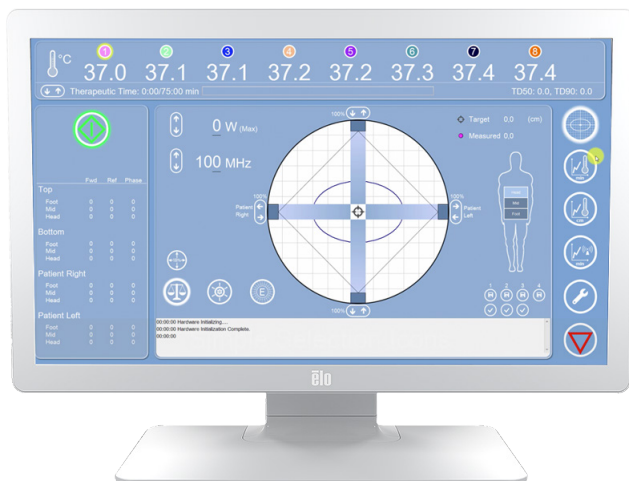 °C
1 2 3 4 5 6 7 8
37.0 37.1 37.1 37.2 37.2 37.3 37.4 37.4
Therapeutic Time: 0:00/75:00 min
TD50: 0.0, TD90: 0.0
Fwd Ref Phase
Top
Foot 0 0 0
Mid 0 0 0
Head 0 0 0
Bottom
Foot 0 0 0
Mid 0 0 0
Head 0 0 0
Patient Right
Foot 0 0 0
Mid 0 0 0
Head 0 0 0
Patient Left
Foot 0 0 0
Mid 0 0 0
Head 0 0 0
0 W (Max)
100 MHz
100%
Target 0.0 (cm)
Measured 0.0
100%
Patient
Right
100%
Patient
Left
Mid
Foot
E
1 2 3 4
100%
00:00:00 Hardware Initializing....
00:00:00 Hardware Initialization Complete.
00:00:00
elo